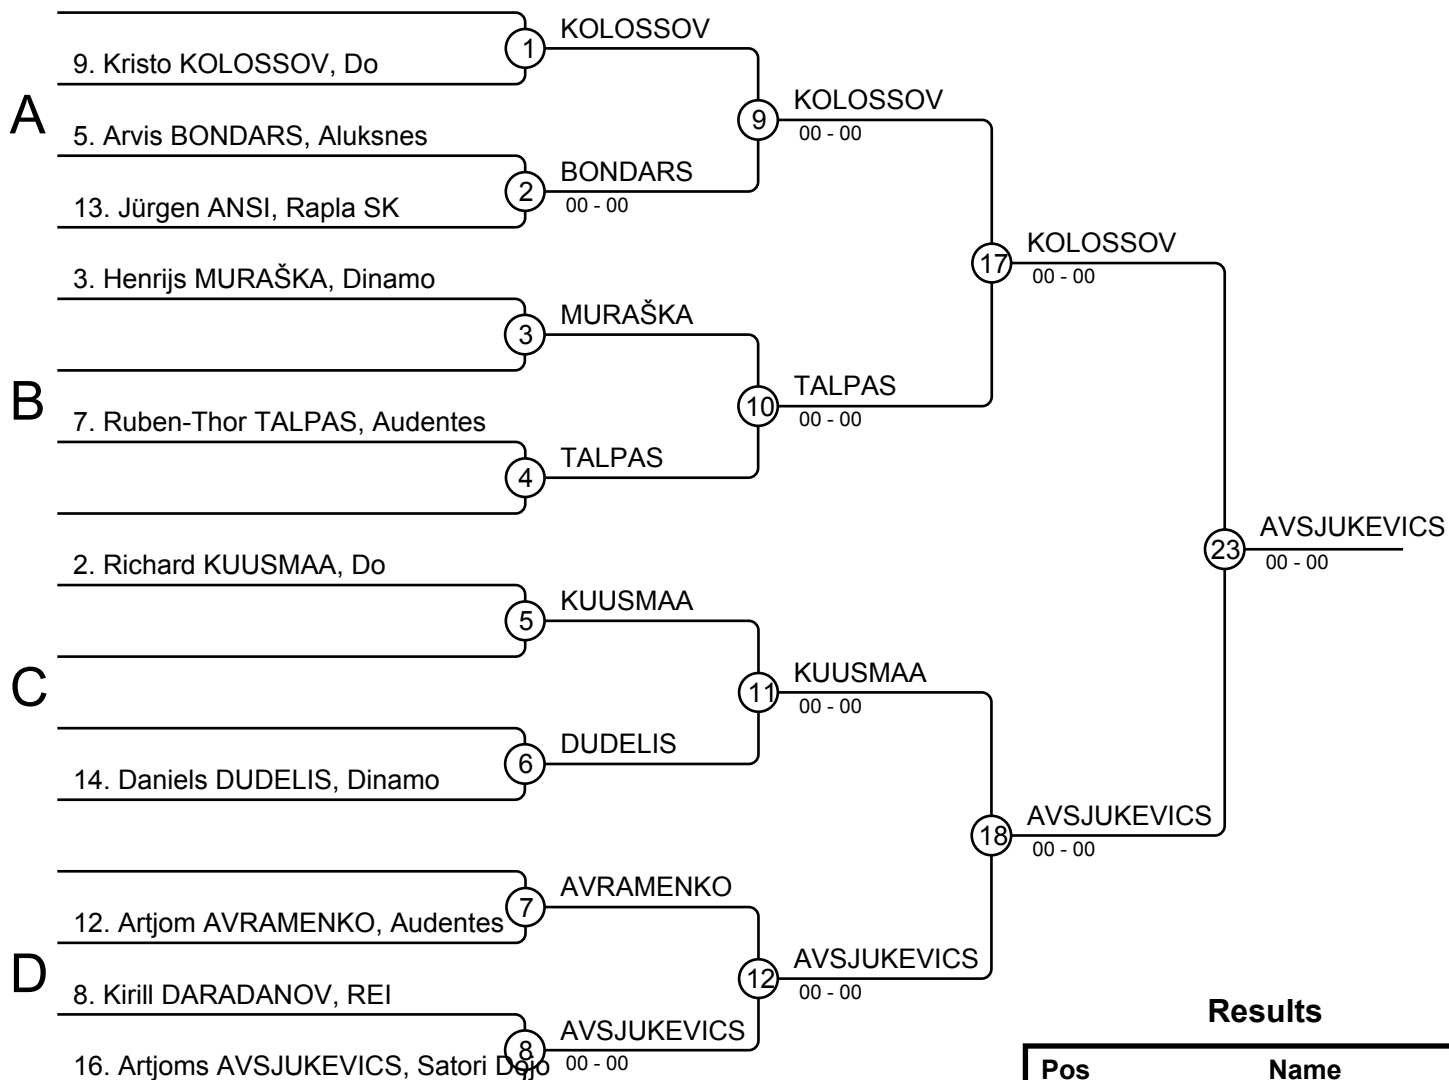 KOLOSSOV
1
9. Kristo KOLOSSOV, Do
A
KOLOSSOV
9
00 - 00
5. Arvis BONDARS, Aluksnes
BONDARS
2
00 - 00
13. Jürgen ANSI, Rapla SK
KOLOSSOV
17
00 - 00
3. Henrijs MURAŠKA, Dinamo
MURAŠKA
3
B
TALPAS
10
00 - 00
7. Ruben-Thor TALPAS, Audentes
TALPAS
4
AVSJUKEVICS
23
00 - 00
2. Richard KUUSMAA, Do
KUUSMAA
5
C
KUUSMAA
11
00 - 00
DUDELIS
6
14. Daniels DUDELIS, Dinamo
AVSJUKEVICS
18
00 - 00
AVRAMENKO
7
12. Artjom AVRAMENKO, Audentes
D
AVSJUKEVICS
12
00 - 00
8. Kirill DARADANOV, REI
AVSJUKEVICS
8
00 - 00
16. Artjoms AVSJUKEVICS, Satori Dojo
Results
Pos Name